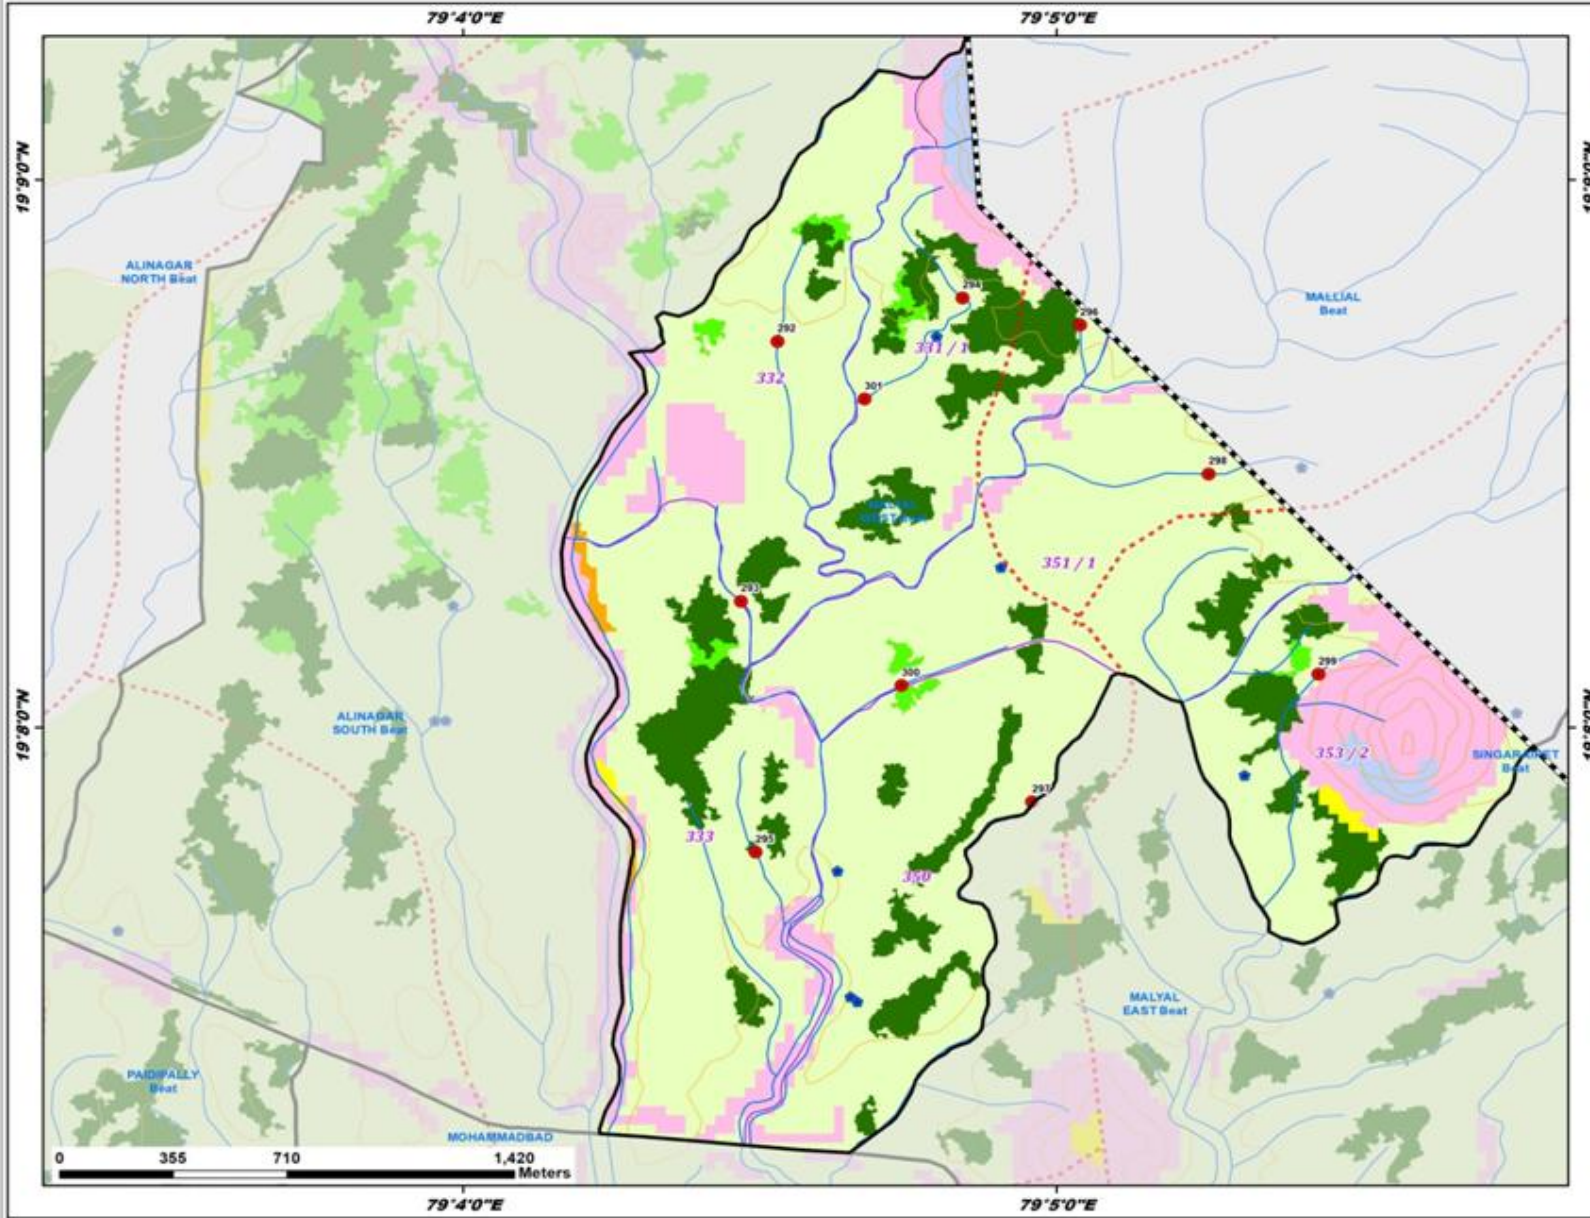 79°4'0"E 79°5'0"E
19°9'0"N
ALINAGAR
NORTH Beat
MALLIAL
Beat
294
296
292
331 / 1
332
301
298
351 / 1
293
299
300
ALINAGAR
SOUTH Beat
353 / 2
SINGARAIPET
Beat
19°8'0"N
297
333
295
350
MALYAL
EAST Beat
PAIDIPALLY
Beat
MOHAMMADBAD
0 355 710 1,420
Meters
79°4'0"E 79°5'0"E